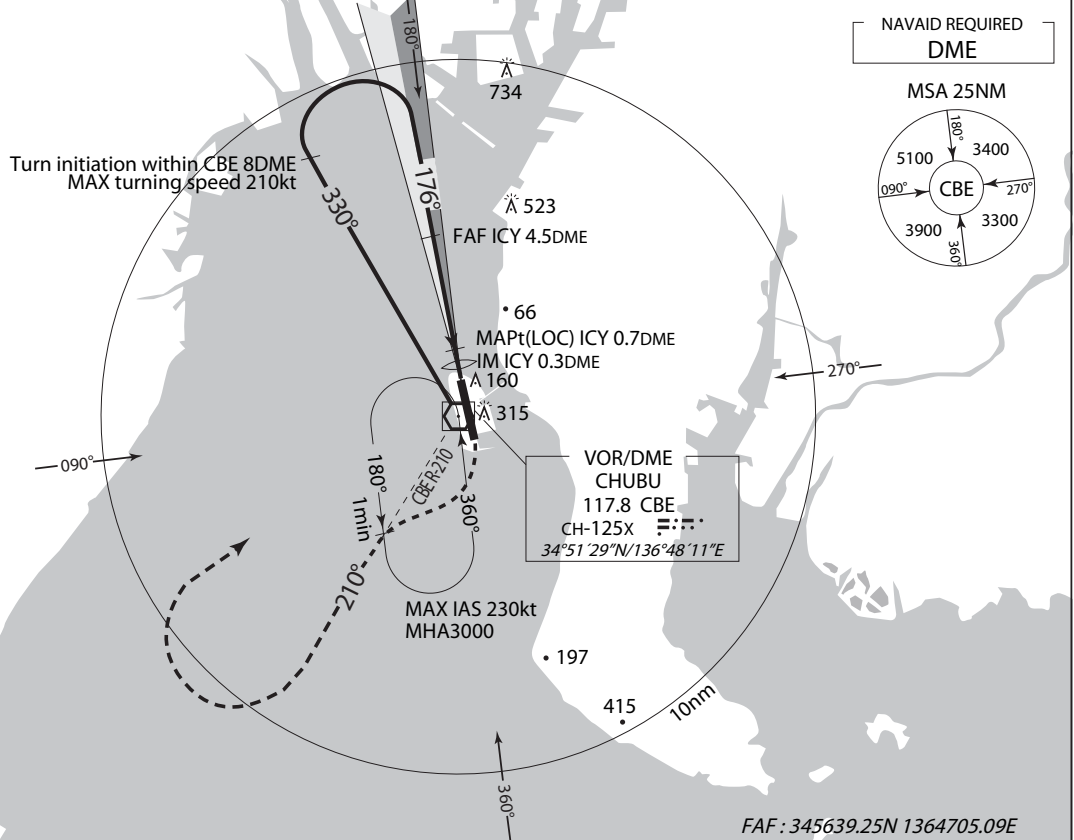 NAVAID REQUIRED
DME
MSA 25NM
180°
5100
3400
090°
CBE
270°
3900
3300
360°
180°
734
Turn initiation within CBE 8DME
MAX turning speed 210kt
330°
176°
523
FAF ICY 4.5DME
66
MAPt(LOC) ICY 0.7DME
IM ICY 0.3DME
160
315
270°
090°
CBE R-210
180°
360°
1min
VOR/DME
CHUBU
117.8 CBE
CH-125X
34°51´29”N/136°48´11”E
210°
MAX IAS 230kt
MHA3000
197
415
10nm
360°
FAF : 345639.25N 1364705.09E